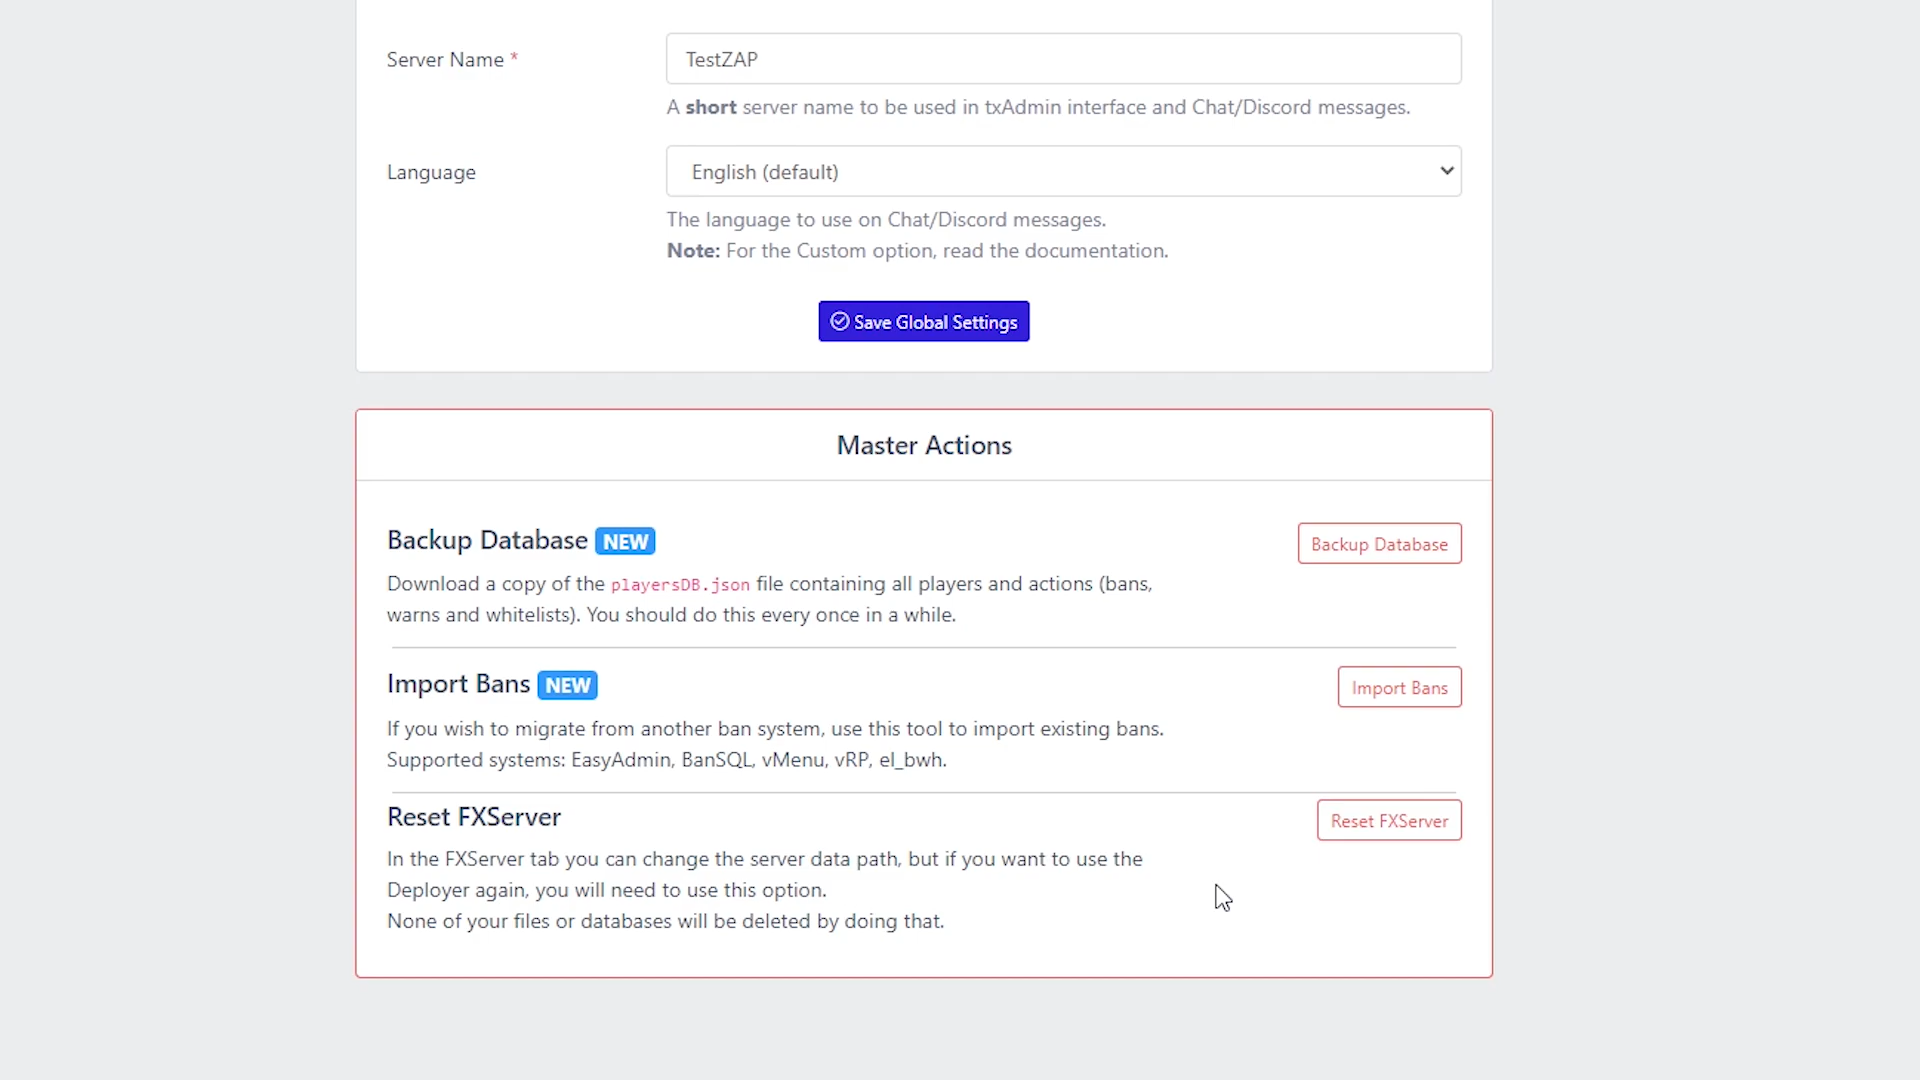 Server Name *
TestZAP
A short server name to be used in txAdmin interface and Chat/Discord messages.
Language
English (default)
The language to use on Chat/Discord messages.
Note: For the Custom option, read the documentation.
Save Global Settings
Master Actions
Backup Database NEW
Backup Database
Download a copy of the playersDB.json file containing all players and actions (bans,
warns and whitelists). You should do this every once in a while.
Import Bans NEW
Import Bans
If you wish to migrate from another ban system, use this tool to import existing bans.
Supported systems: EasyAdmin, BanSQL, vMenu, vRP, el_bwh.
Reset FXServer
Reset FXServer
In the FXServer tab you can change the server data path, but if you want to use the
Deployer again, you will need to use this option.
None of your files or databases will be deleted by doing that.